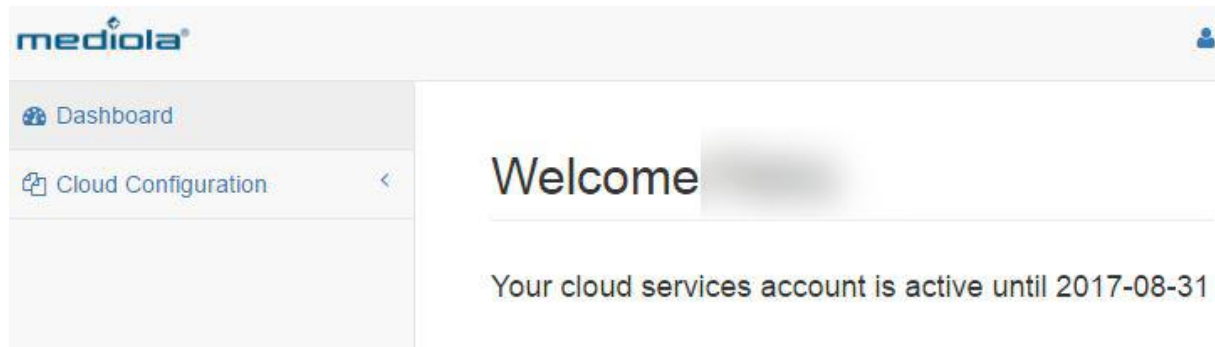 mediola®
Dashboard
Cloud Configuration
Welcome
Your cloud services account is active until 2017-08-31